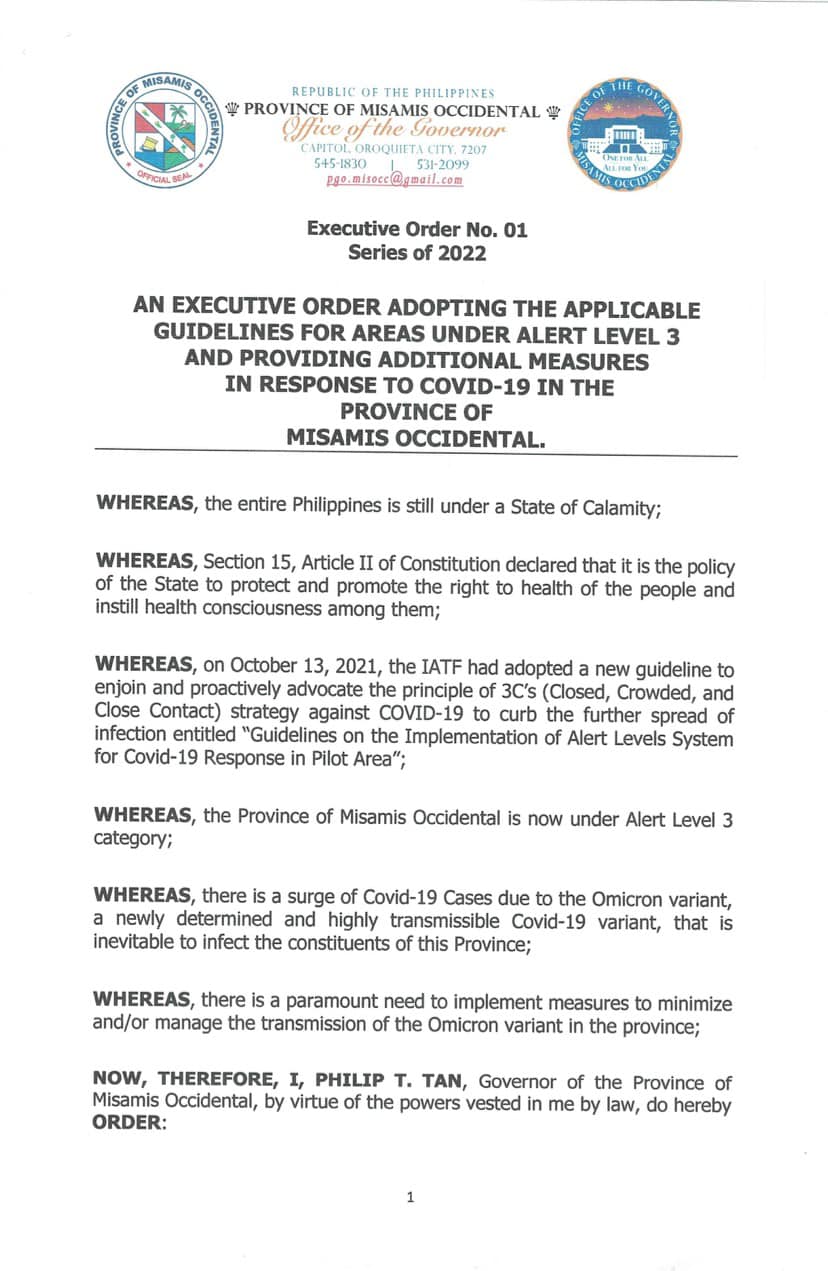 PROVINCE OF MISAMIS OCCIDENTAL
OFFICIAL SEAL
REPUBLIC OF THE PHILIPPINES
PROVINCE OF MISAMIS OCCIDENTAL
Office of the Governor
CAPITOL, OROQUIETA CITY, 7207
545-1830 | 531-2099
pgo.misocc@gmail.com
OFFICE OF THE GOVERNOR
ONE FOR ALL
ALL FOR YOU
MISAMIS OCCIDENTAL
Executive Order No. 01
Series of 2022
AN EXECUTIVE ORDER ADOPTING THE APPLICABLE
GUIDELINES FOR AREAS UNDER ALERT LEVEL 3
AND PROVIDING ADDITIONAL MEASURES
IN RESPONSE TO COVID-19 IN THE
PROVINCE OF
MISAMIS OCCIDENTAL.
WHEREAS, the entire Philippines is still under a State of Calamity;
WHEREAS, Section 15, Article II of Constitution declared that it is the policy
of the State to protect and promote the right to health of the people and
instill health consciousness among them;
WHEREAS, on October 13, 2021, the IATF had adopted a new guideline to
enjoin and proactively advocate the principle of 3C's (Closed, Crowded, and
Close Contact) strategy against COVID-19 to curb the further spread of
infection entitled "Guidelines on the Implementation of Alert Levels System
for Covid-19 Response in Pilot Area";
WHEREAS, the Province of Misamis Occidental is now under Alert Level 3
category;
WHEREAS, there is a surge of Covid-19 Cases due to the Omicron variant,
a newly determined and highly transmissible Covid-19 variant, that is
inevitable to infect the constituents of this Province;
WHEREAS, there is a paramount need to implement measures to minimize
and/or manage the transmission of the Omicron variant in the province;
NOW, THEREFORE, I, PHILIP T. TAN, Governor of the Province of
Misamis Occidental, by virtue of the powers vested in me by law, do hereby
ORDER:
1